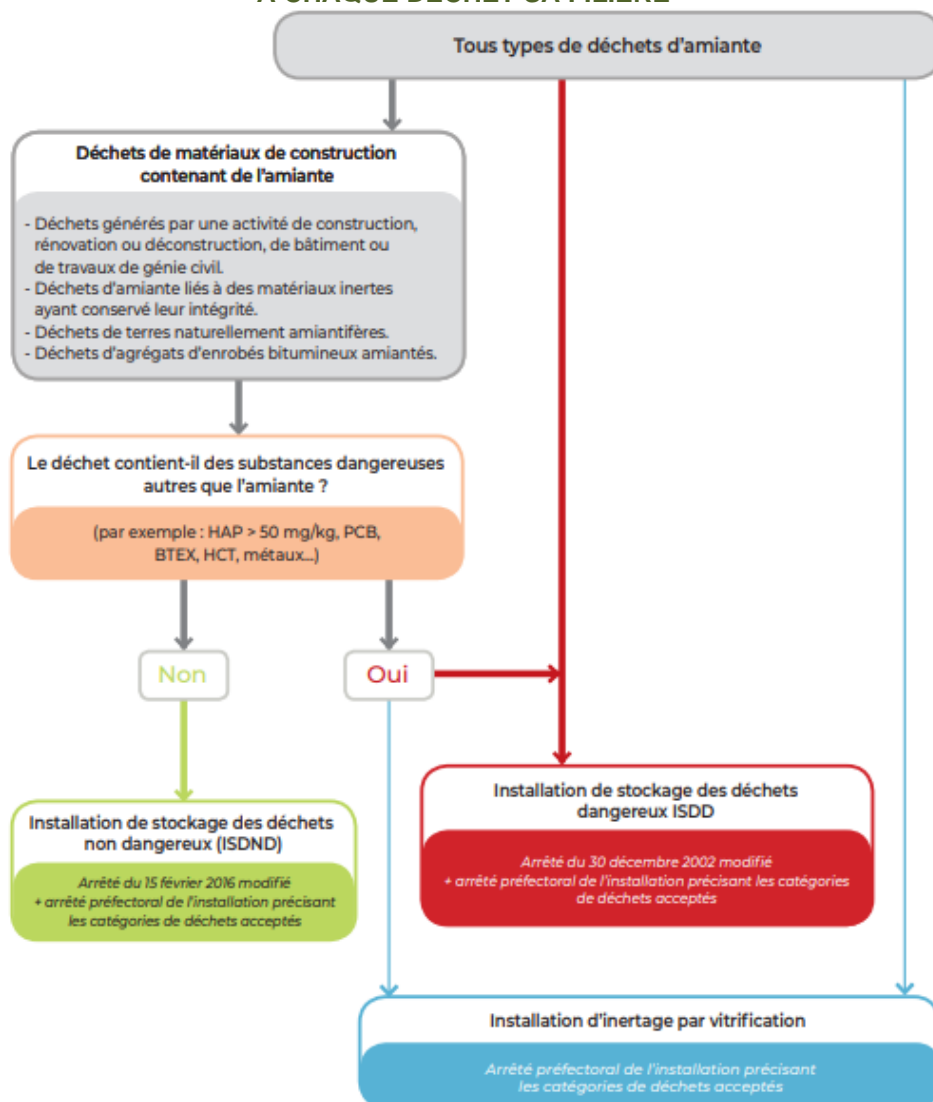 À CHAQUE DÉCHET SA FILIÈRE
Tous types de déchets d'amiante
Déchets de matériaux de construction
contenant de l'amiante
- Déchets générés par une activité de construction,
rénovation ou déconstruction, de bâtiment ou
de travaux de génie civil.
- Déchets d'amiante liés à des matériaux inertes
ayant conservé leur intégrité.
- Déchets de terres naturellement amiantifères.
- Déchets d'agrégats d'enrobés bitumineux amiantés.
Le déchet contient-il des substances dangereuses
autres que l'amiante ?
(par exemple : HAP > 50 mg/kg, PCB,
BTEX, HCT, métaux...)
Non
Oui
Installation de stockage des déchets
dangereux ISDD
Arrêté du 30 décembre 2002 modifié
+ arrêté préfectoral de l'installation précisant les catégories
de déchets acceptés
Installation de stockage des déchets
non dangereux (ISDND)
Arrêté du 15 février 2016 modifié
+ arrêté préfectoral de l'installation précisant
les catégories de déchets acceptés
Installation d'inertage par vitrification
Arrêté préfectoral de l'installation précisant
les catégories de déchets acceptés